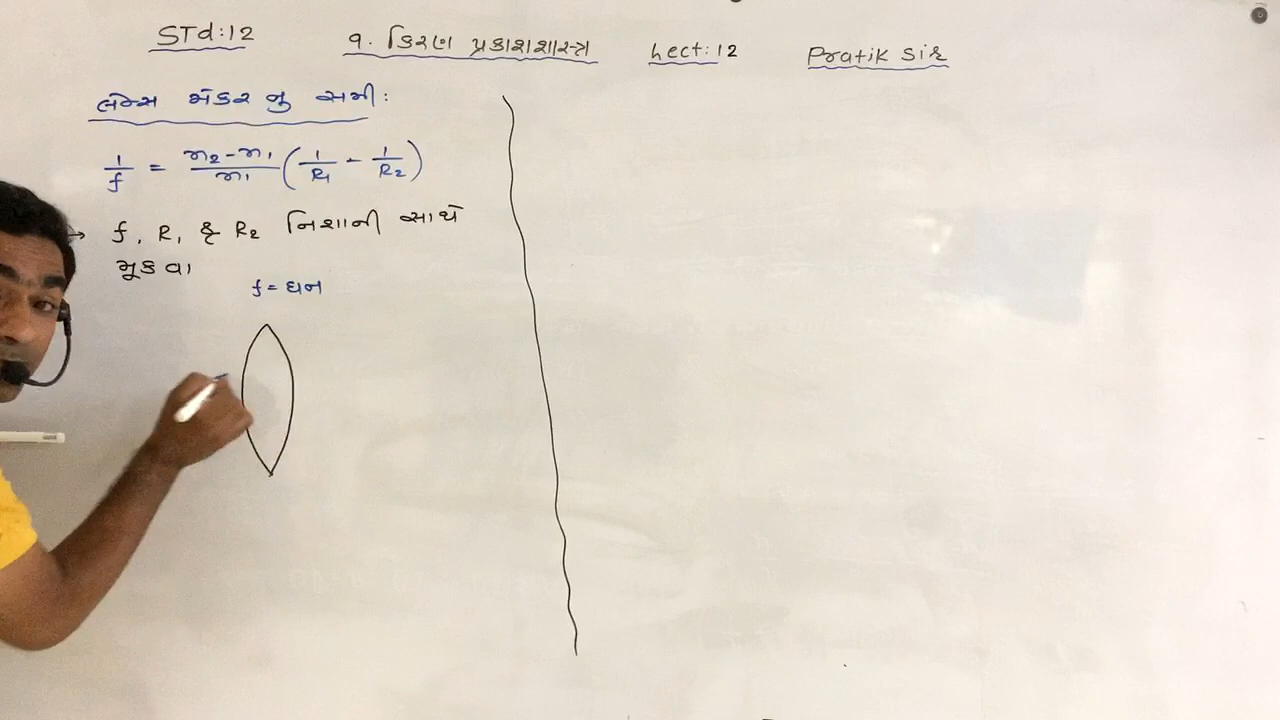 STd:12 ૧. કિરણ પ્રકાશશાસ્ત્ર Lect:12 Pratik Sir
લેન્સ મેકર નુ સમી:
1/f = n₂-n₁/n₁ (1/R₁ - 1/R₂)
→ f, R₁ & R₂ નિશાની સાથે
મૂકવા
f = ધન